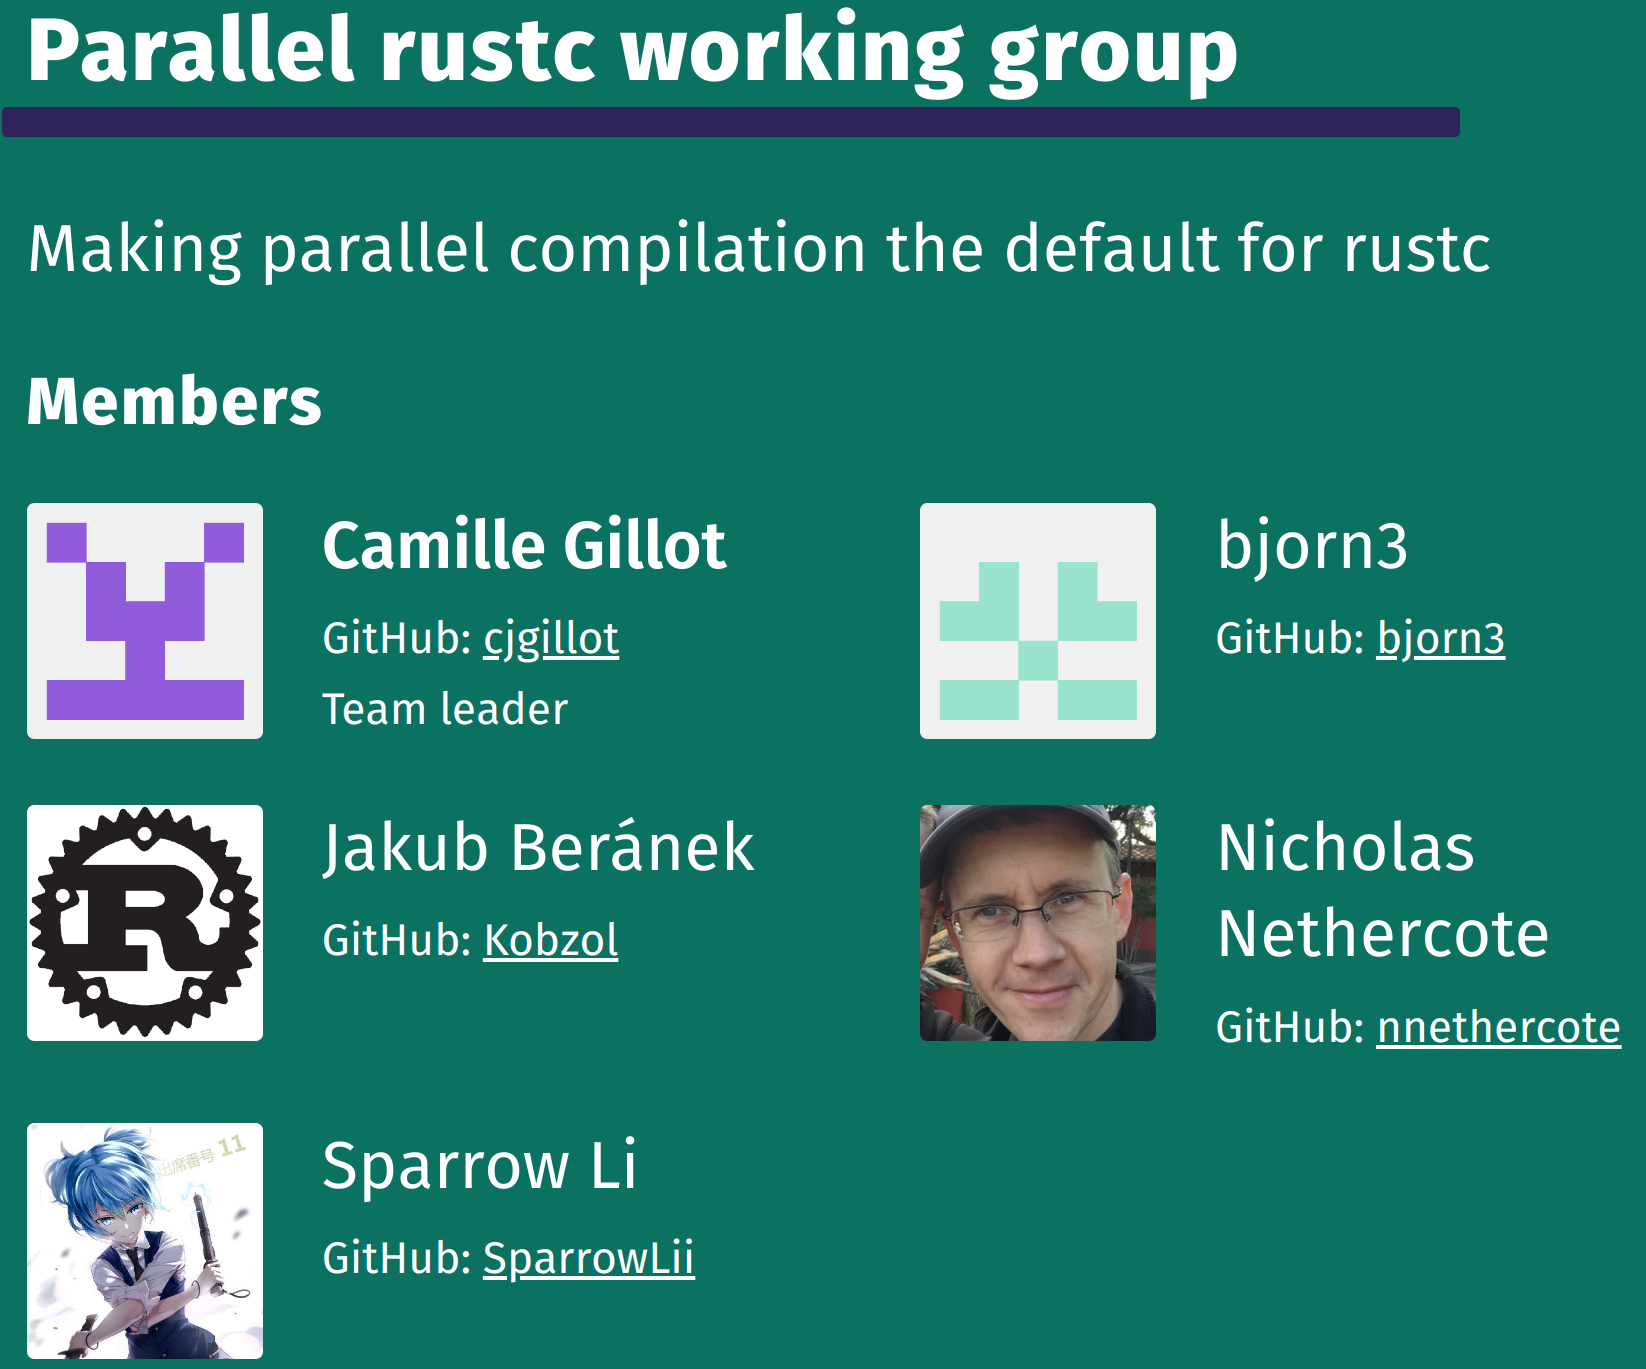 Parallel rustc working group
Making parallel compilation the default for rustc
Members
Camille Gillot
GitHub: cjgillot
Team leader
bjorn3
GitHub: bjorn3
R
Jakub Beránek
GitHub: Kobzol
Nicholas
Nethercote
GitHub: nnethercote
出席番号 11
Sparrow Li
GitHub: SparrowLii